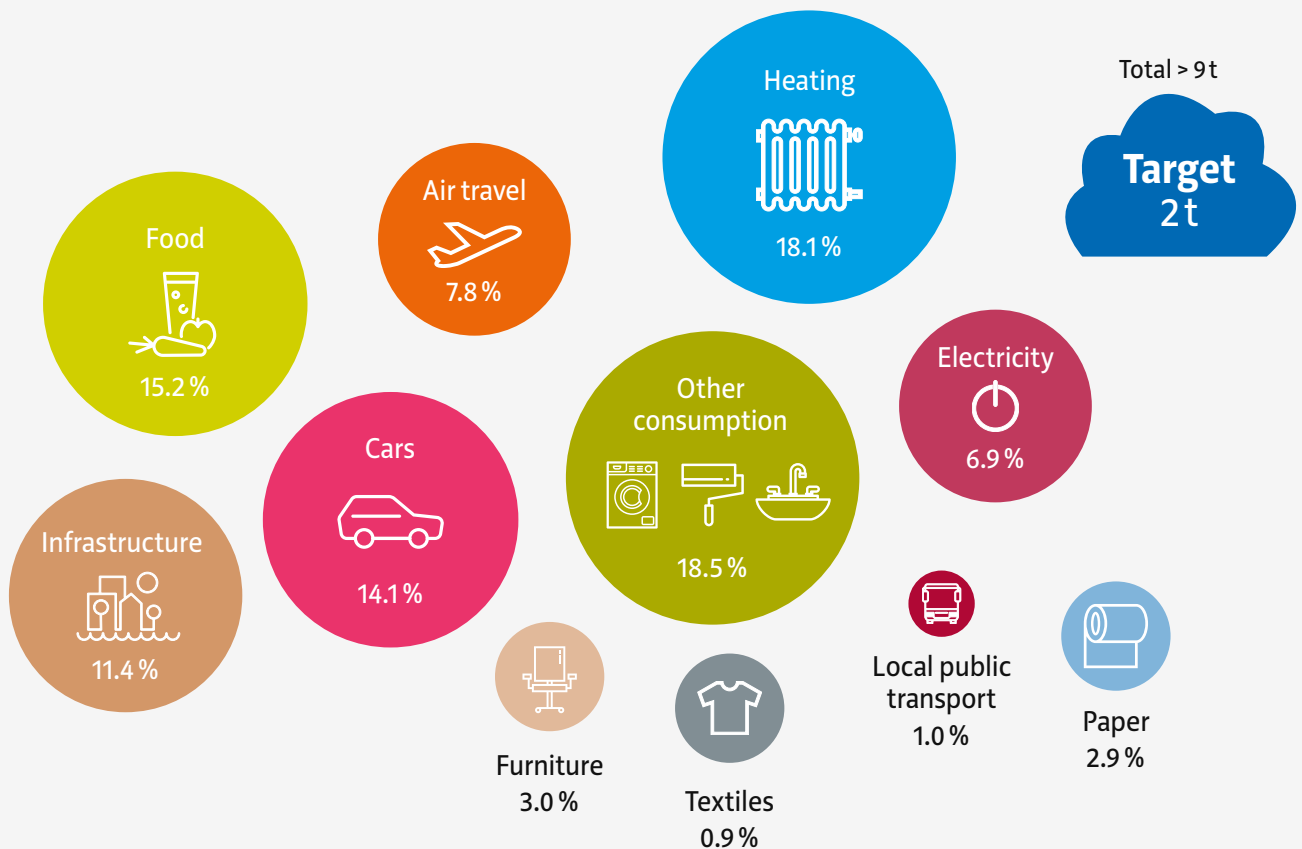 Heating
18.1 %
Total > 9 t
Target
2 t
Air travel
7.8 %
Food
15.2 %
Electricity
6.9 %
Other
consumption
18.5 %
Cars
14.1 %
Infrastructure
11.4 %
Local public
transport
1.0 %
Paper
2.9 %
Furniture
3.0 %
Textiles
0.9 %